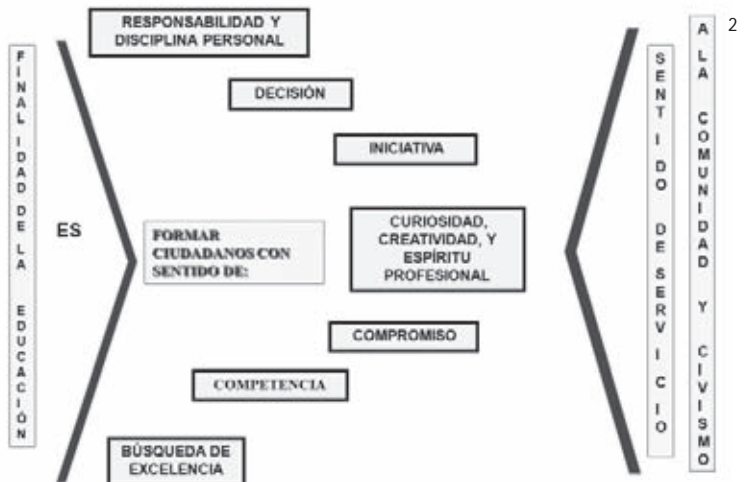 FINALIDAD DE LA EDUCACIÓN
ES
RESPONSABILIDAD Y
DISCIPLINA PERSONAL
DECISIÓN
INICIATIVA
FORMAR
CIUDADANOS CON
SENTIDO DE:
CURIOSIDAD,
CREATIVIDAD, Y
ESPÍRITU
PROFESIONAL
COMPROMISO
COMPETENCIA
BÚSQUEDA DE
EXCELENCIA
SENTIDO DE SERVICIO
A LA COMUNIDAD Y CIVISMO
2